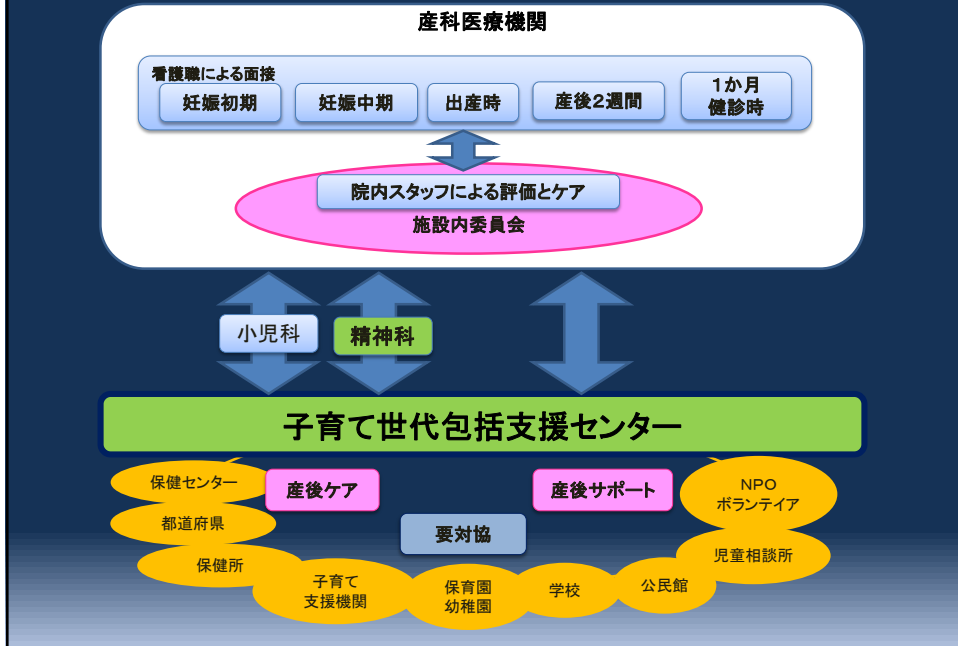 産科医療機関
看護職による面接
妊娠初期
妊娠中期
出産時
産後2週間
1か月
健診時
院内スタッフによる評価とケア
施設内委員会
小児科
精神科
子育て世代包括支援センター
保健センター
産後ケア
産後サポート
NPO
ボランテイア
都道府県
要対協
児童相談所
保健所
子育て
支援機関
保育園
幼稚園
学校
公民館